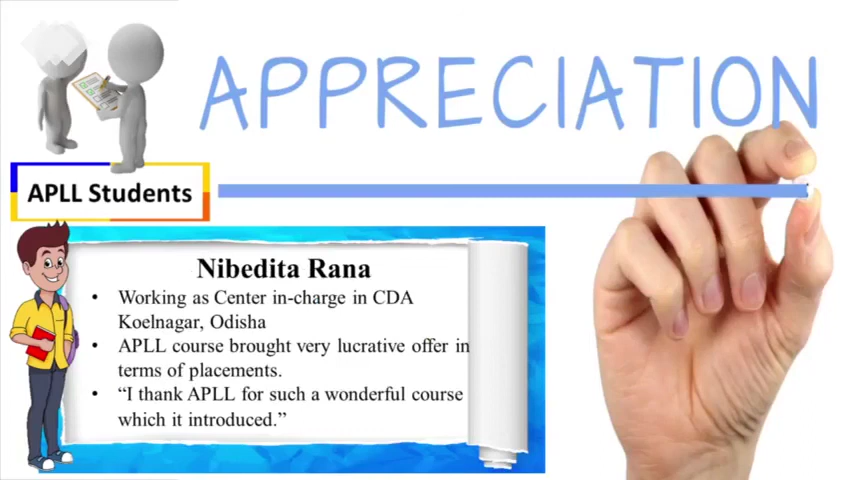 APPRECIATION
APLL Students
Nibedita Rana
• Working as Center in-charge in CDA
Koelnagar, Odisha
• APLL course brought very lucrative offer in
terms of placements.
• “I thank APLL for such a wonderful course
which it introduced.”